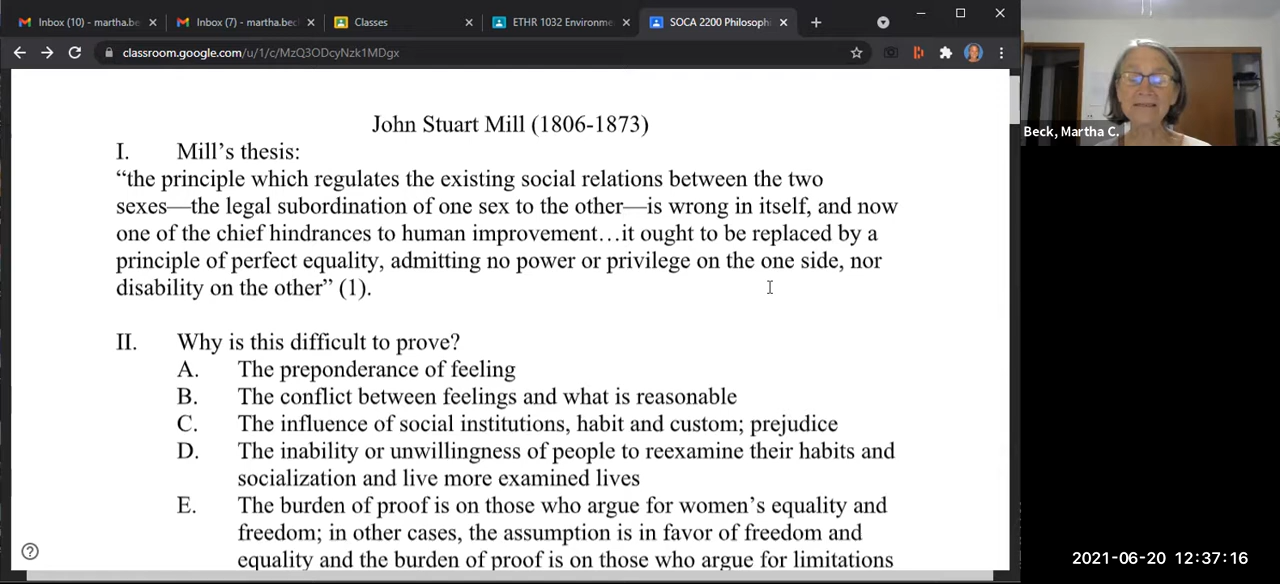 Inbox (10) - martha.be
Inbox (7) - martha.bec
Classes
ETHR 1032 Environme
SOCA 2200 Philosophi
classroom.google.com/u/1/c/MzQ3ODcyNzk1MDgx
John Stuart Mill (1806-1873)
I. Mill’s thesis:
“the principle which regulates the existing social relations between the two
sexes—the legal subordination of one sex to the other—is wrong in itself, and now
one of the chief hindrances to human improvement…it ought to be replaced by a
principle of perfect equality, admitting no power or privilege on the one side, nor
disability on the other” (1).
II. Why is this difficult to prove?
A. The preponderance of feeling
B. The conflict between feelings and what is reasonable
C. The influence of social institutions, habit and custom; prejudice
D. The inability or unwillingness of people to reexamine their habits and
socialization and live more examined lives
E. The burden of proof is on those who argue for women’s equality and
freedom; in other cases, the assumption is in favor of freedom and
equality and the burden of proof is on those who argue for limitations
Beck, Martha C.
2021-06-20 12:37:16